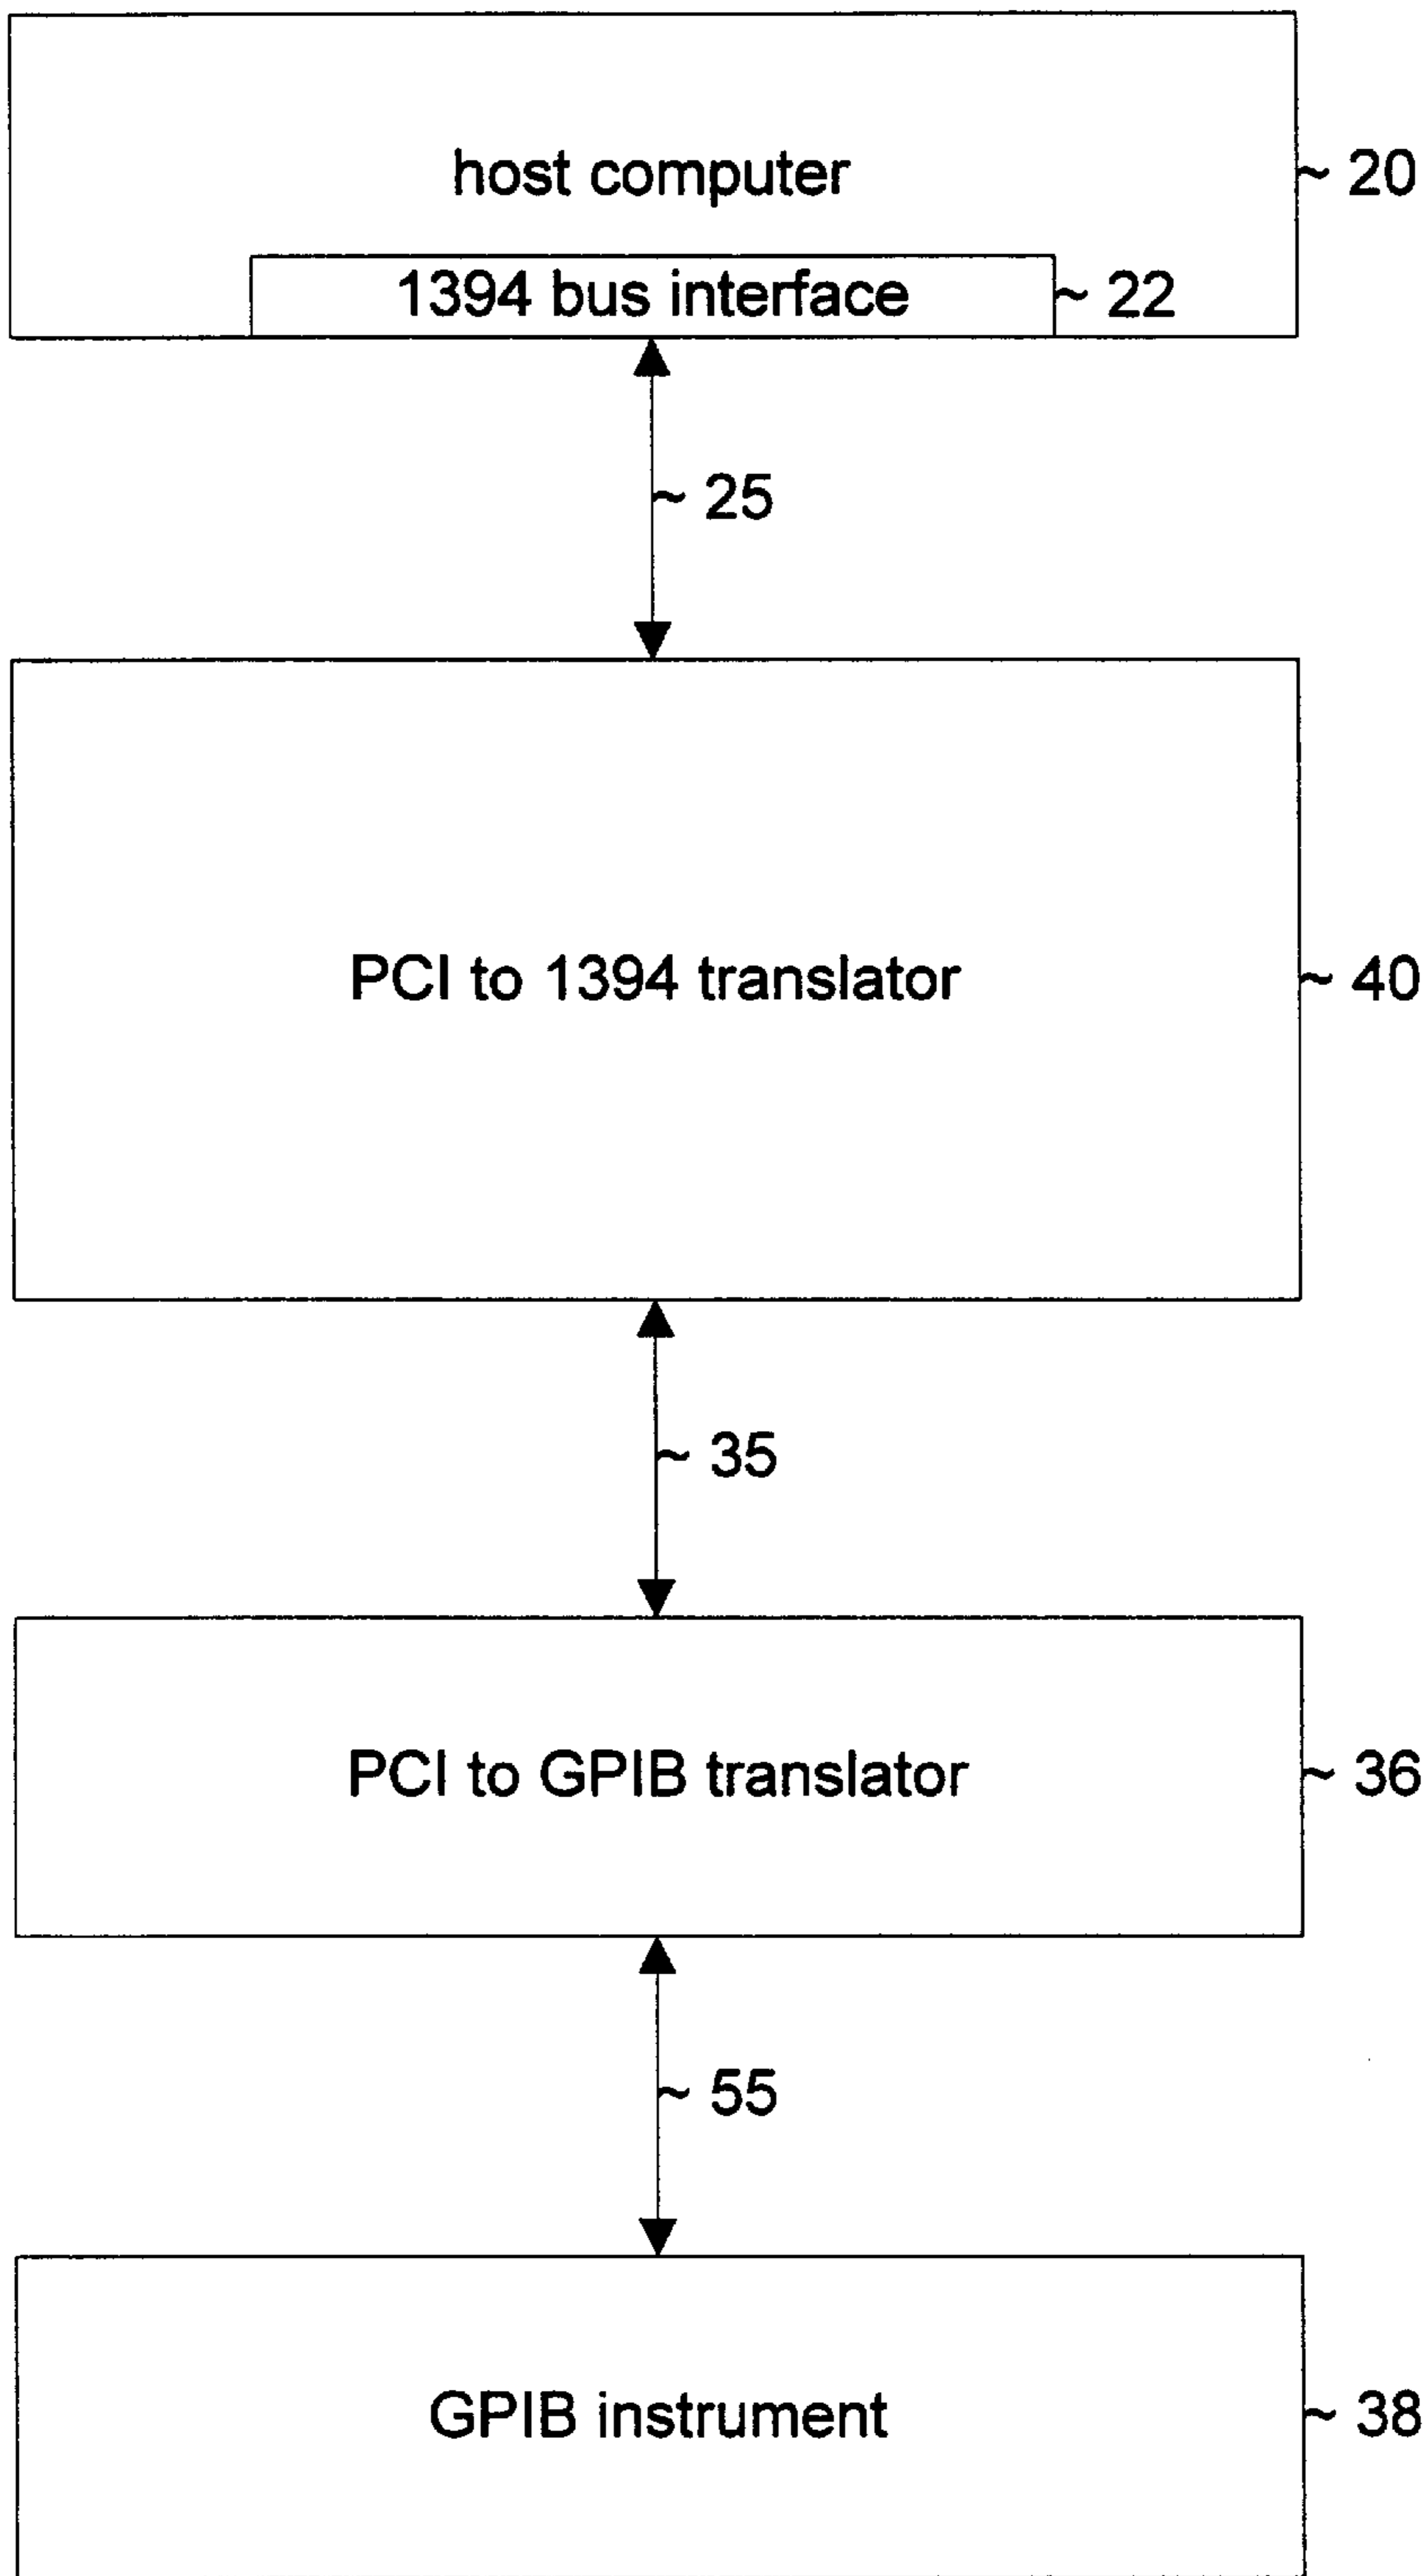 host computer
~ 20
1394 bus interface
~ 22
~ 25
PCI to 1394 translator
~ 40
~ 35
PCI to GPIB translator
~ 36
~ 55
GPIB instrument
~ 38